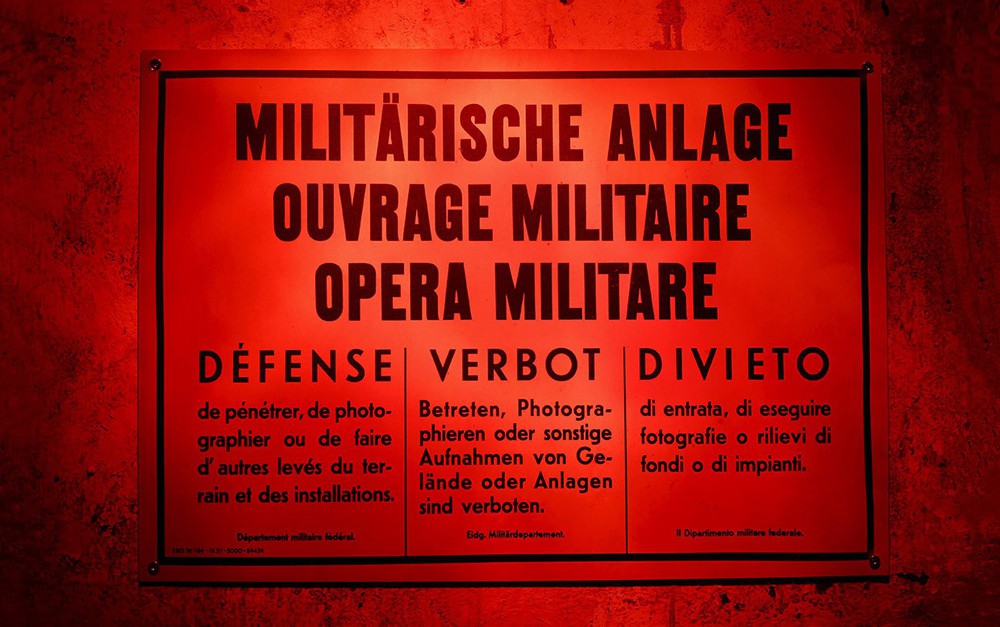 MILITÄRISCHE ANLAGE
OUVRAGE MILITAIRE
OPERA MILITARE
DÉFENSE
de pénétrer, de photo-
graphier ou de faire
d'autres levés du ter-
rain et des installations.
Département militaire fédéral.
VERBOT
Betreten, Photogra-
phieren oder sonstige
Aufnahmen von Ge-
lände oder Anlagen
sind verboten.
Eidg. Militärdepartement.
DIVIETO
di entrata, di eseguire
fotografie o rilievi di
fondi o di impianti.
Il Dipartimento militare federale.